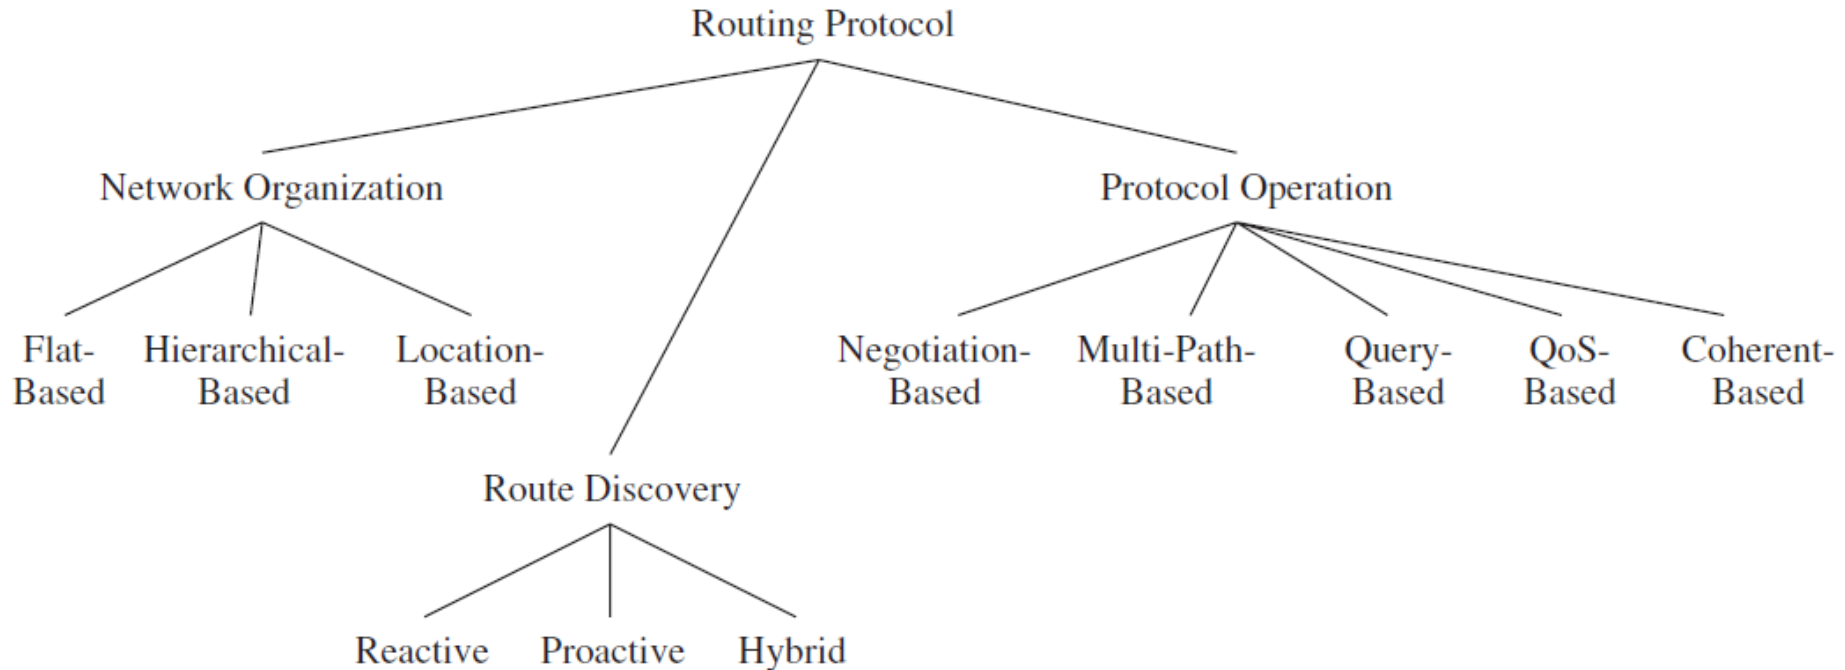 Routing Protocol
Network Organization
Protocol Operation
Flat-
Based
Hierarchical-
Based
Location-
Based
Negotiation-
Based
Multi-Path-
Based
Query-
Based
QoS-
Based
Coherent-
Based
Route Discovery
Reactive
Proactive
Hybrid